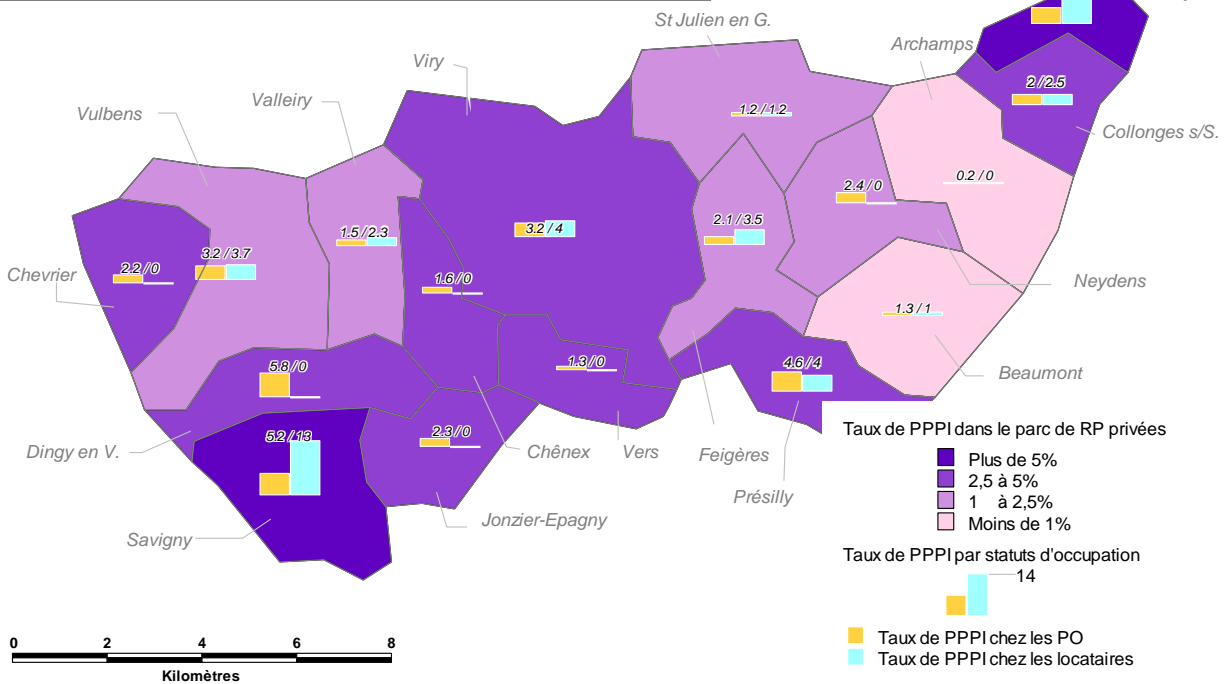 St Julien en G.
Archamps
Viry
2 / 2.5
Valleiry
1.2 / 1.2
Vulbens
Collonges s/S.
0.2 / 0
2.4 / 0
2.1 / 3.5
3.2 / 4
1.5 / 2.3
3.2 / 3.7
Chevrier
2.2 / 0
1.6 / 0
Neydens
1.3 / 1
5.8 / 0
1.3 / 0
4.6 / 4
Beaumont
Taux de PPPI dans le parc de RP privées
5.2 / 13
2.3 / 0
Dingy en V.
Chênex
Vers
Feigères
Plus de 5%
2,5 à 5%
Présilly
1 à 2,5%
Jonzier-Epagny
Moins de 1%
Savigny
Taux de PPPI par statuts d'occupation
14
Taux de PPPI chez les PO
Taux de PPPI chez les locataires
0 2 4 6 8
Kilomètres